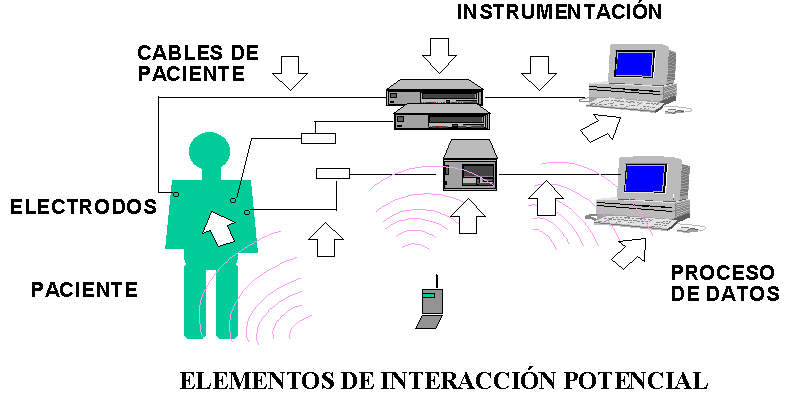 INSTRUMENTACIÓN
CABLES DE
PACIENTE
ELECTRODOS
PACIENTE
PROCESO
DE DATOS
ELEMENTOS DE INTERACCIÓN POTENCIAL